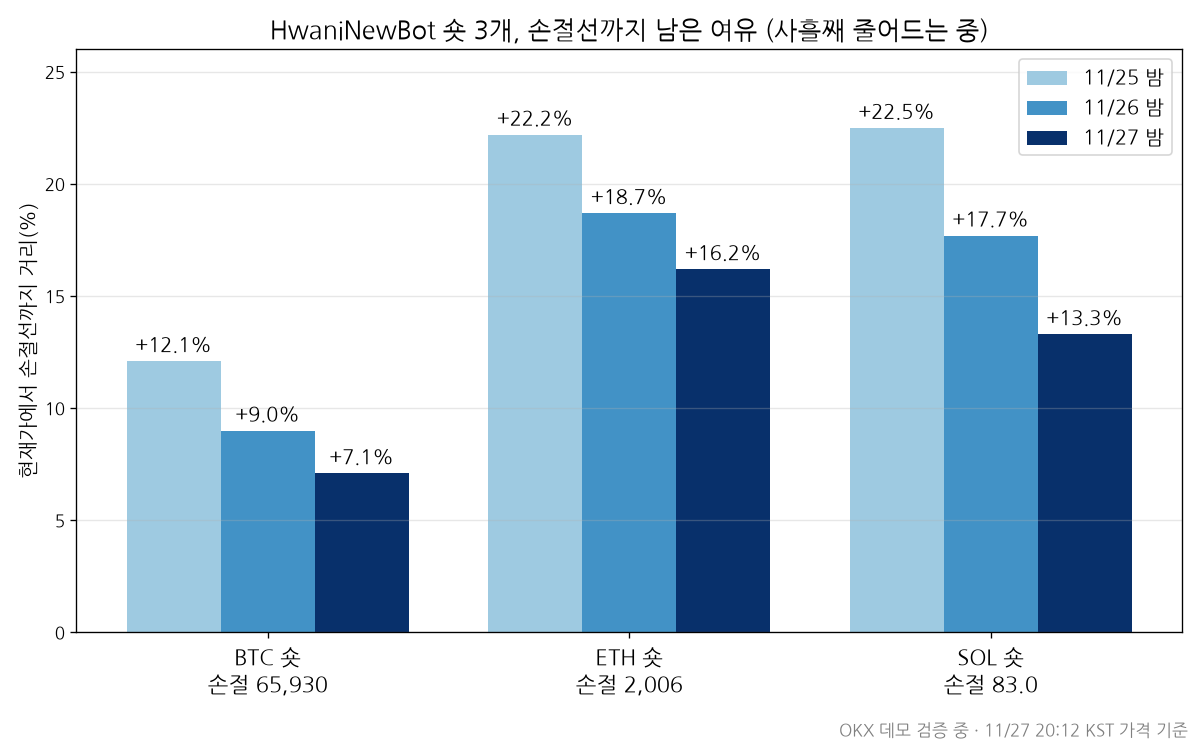 HwaniNewBot 숏 3개, 손절선까지 남은 여유 (사흘째 줄어드는 중)
현재가에서 손절선까지 거리(%)
25
20
15
10
5
0
11/25 밤
11/26 밤
11/27 밤
+12.1%
+9.0%
+7.1%
+22.2%
+18.7%
+16.2%
+22.5%
+17.7%
+13.3%
BTC 숏
손절 65,930
ETH 숏
손절 2,006
SOL 숏
손절 83.0
OKX 데모 검증 중 · 11/27 20:12 KST 가격 기준